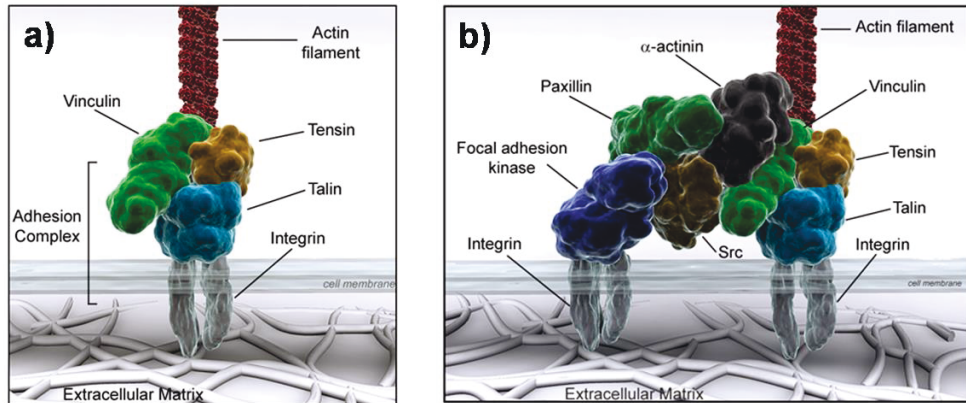 a)
Actin
filament
Vinculin
Tensin
Talin
Adhesion
Complex
Integrin
cell membrane
Extracellular Matrix
b)
α-actinin
Actin filament
Paxillin
Vinculin
Focal adhesion
kinase
Tensin
Talin
Integrin
Src
Integrin
cell membrane
Extracellular Matrix